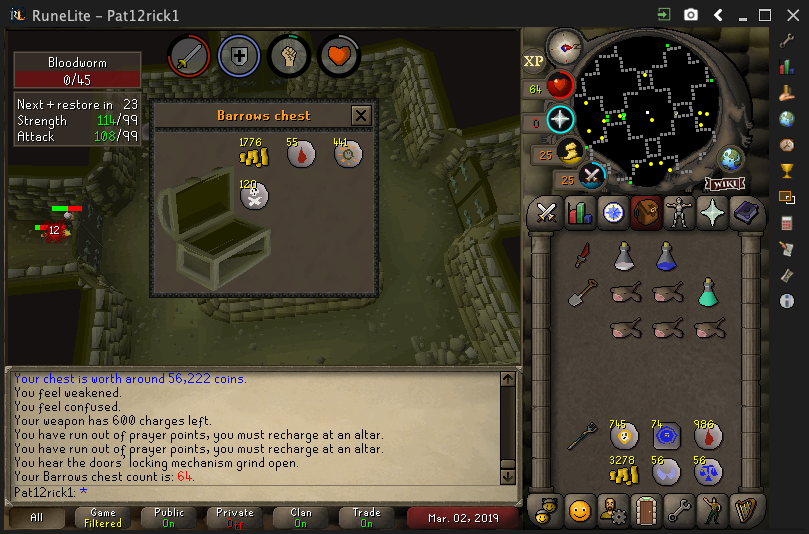 RuneLite - Pat12rick1
Bloodworm
0/45
Next + restore in 23
Strength 114/99
Attack 108/99
Barrows chest
1776
55
441
120
12
XP
64
0
25
25
WIKI
745
74
986
3278
56
56
Your chest is worth around 56,222 coins.
You feel weakened.
You feel confused.
Your weapon has 600 charges left.
You have run out of prayer points, you must recharge at an altar.
You have run out of prayer points, you must recharge at an altar.
You hear the doors' locking mechanism grind open.
Your Barrows chest count is: 64.
Pat12rick1: *
All
Game
Filtered
Public
On
Private
Off
Clan
On
Trade
On
Mar. 02, 2019